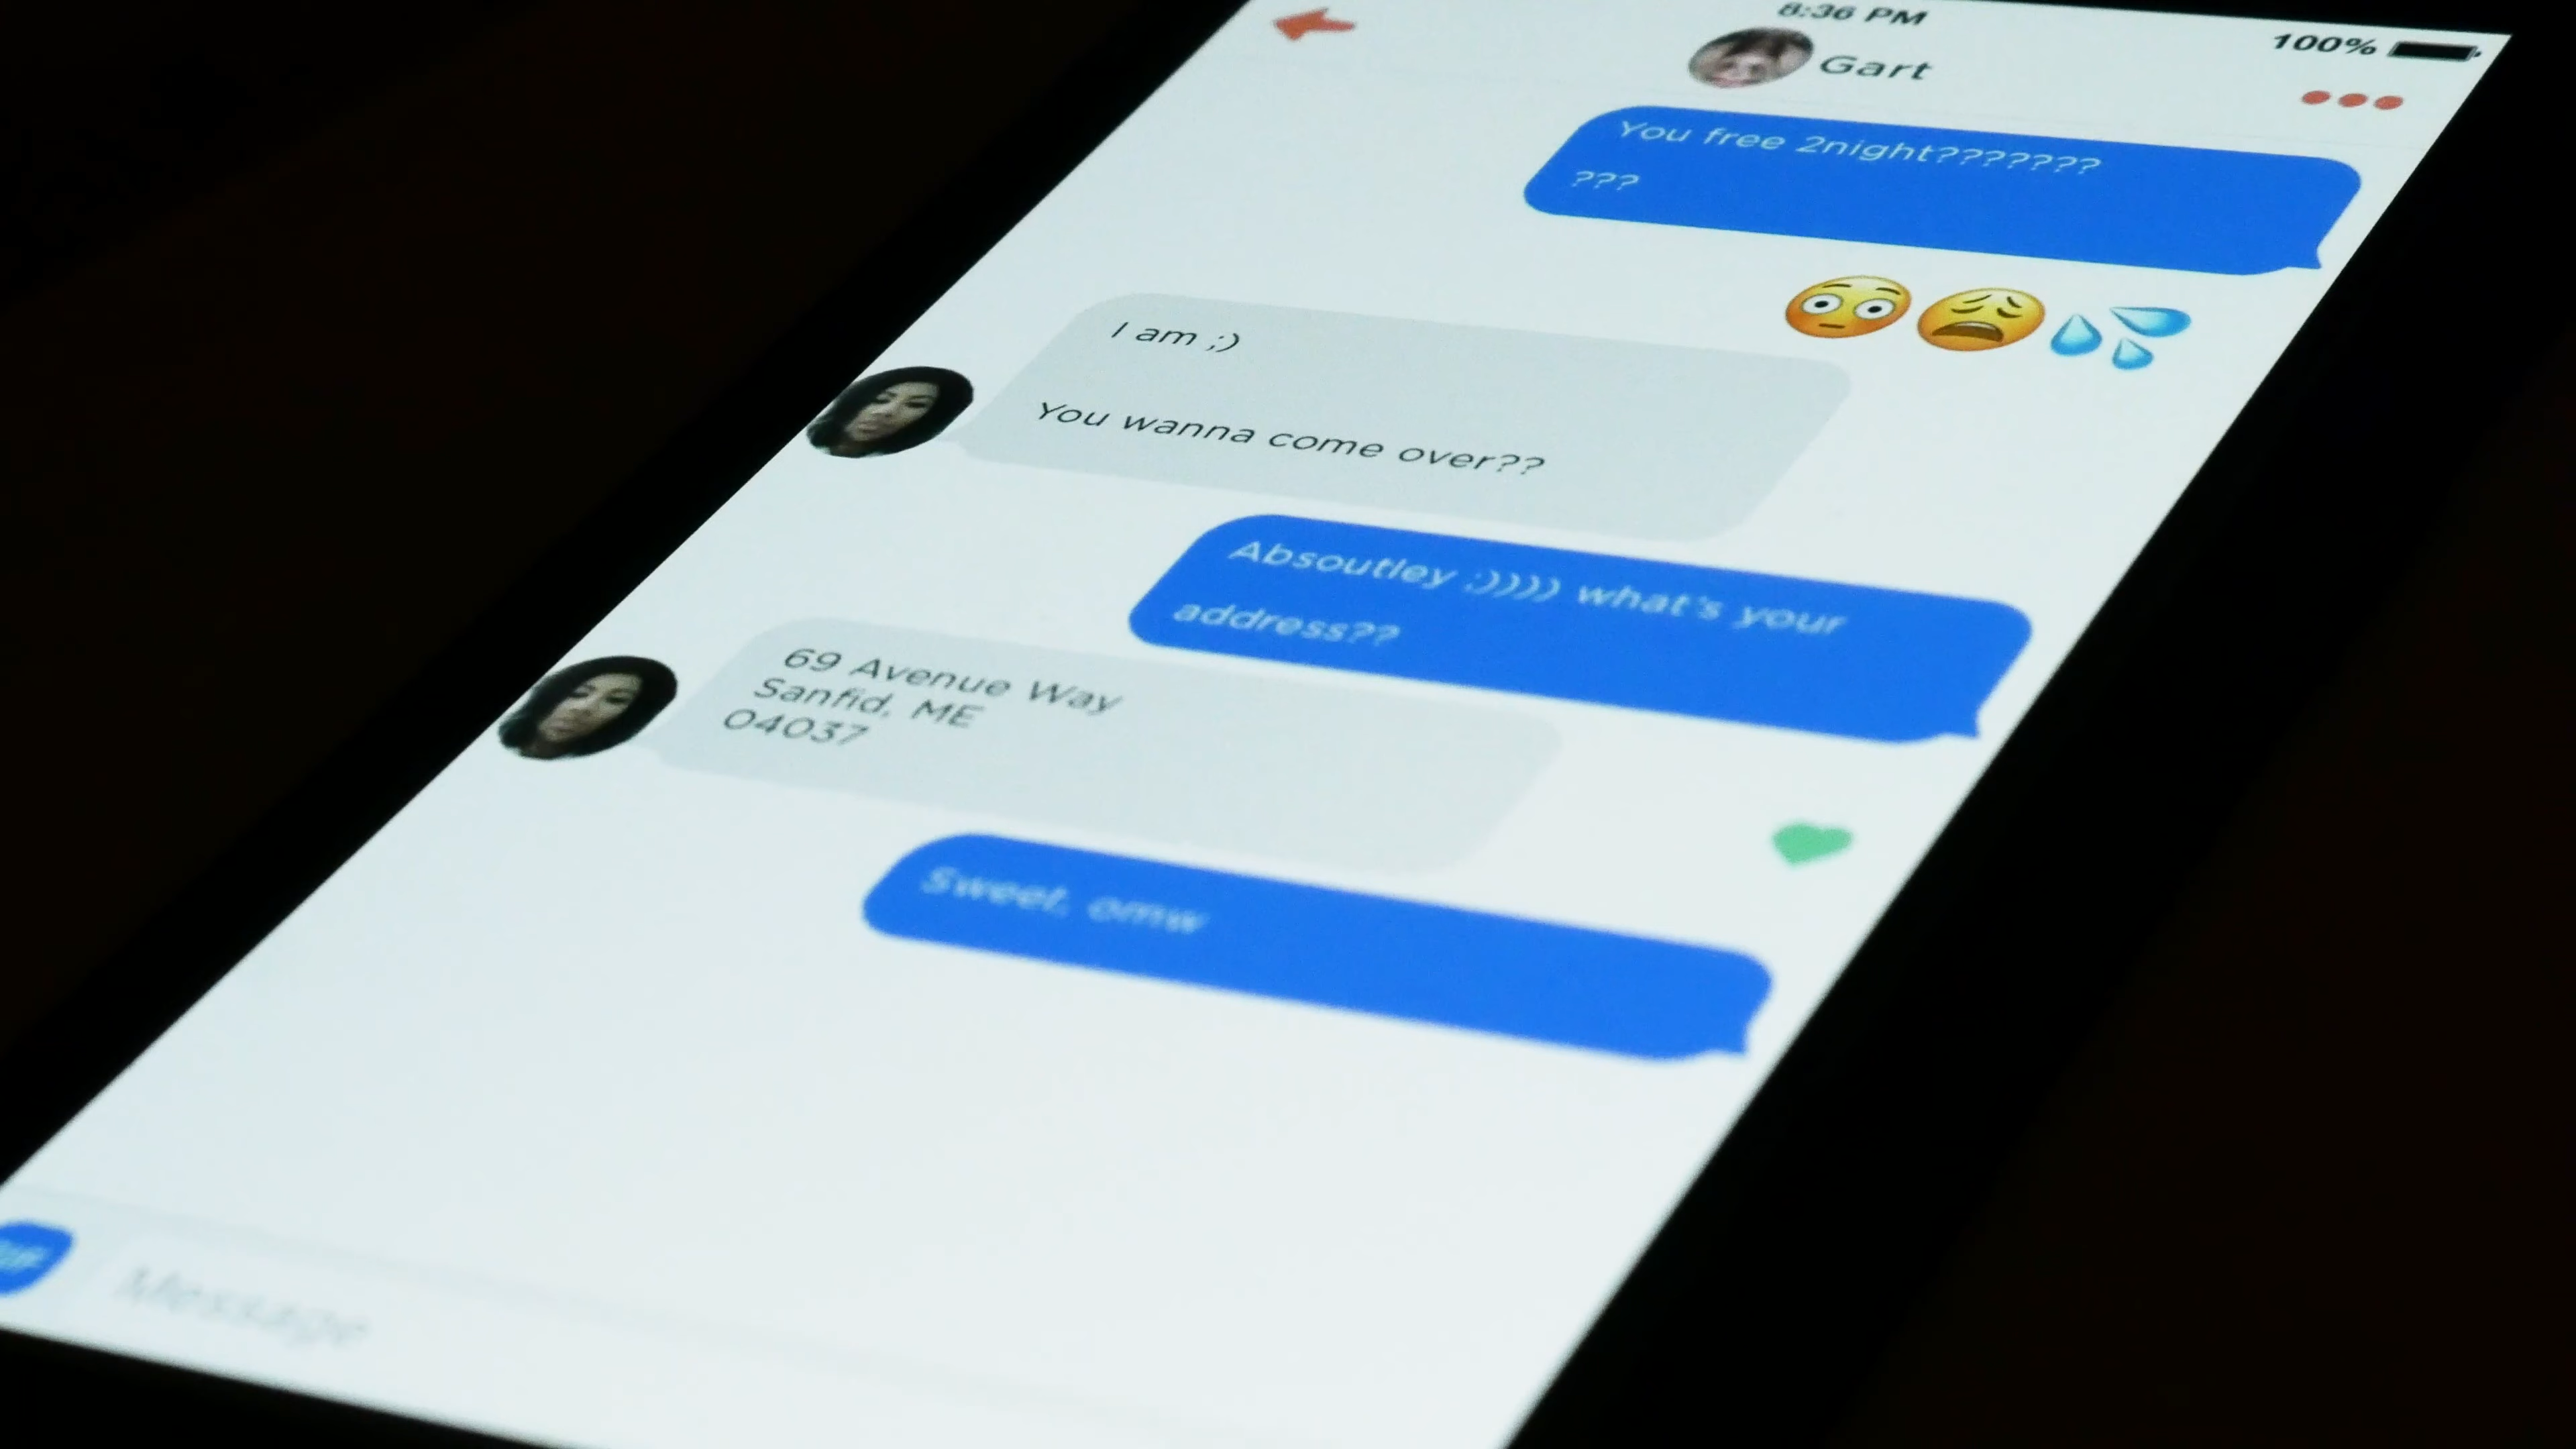 8:36 PM
100%
Gart
You free 2night???????
???
😳😩💦
I am ;)
You wanna come over??
Absoutley ;)))) what's your
address??
69 Avenue Way
Sanfid, ME
04037
Sweet, omw
Message